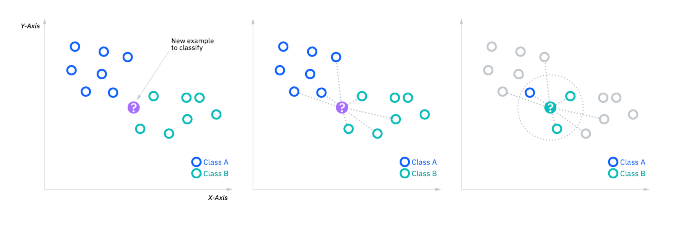 Y-Axis
New example
to classify
?
Class A
Class B
X-Axis
?
Class A
Class B
?
Class A
Class B